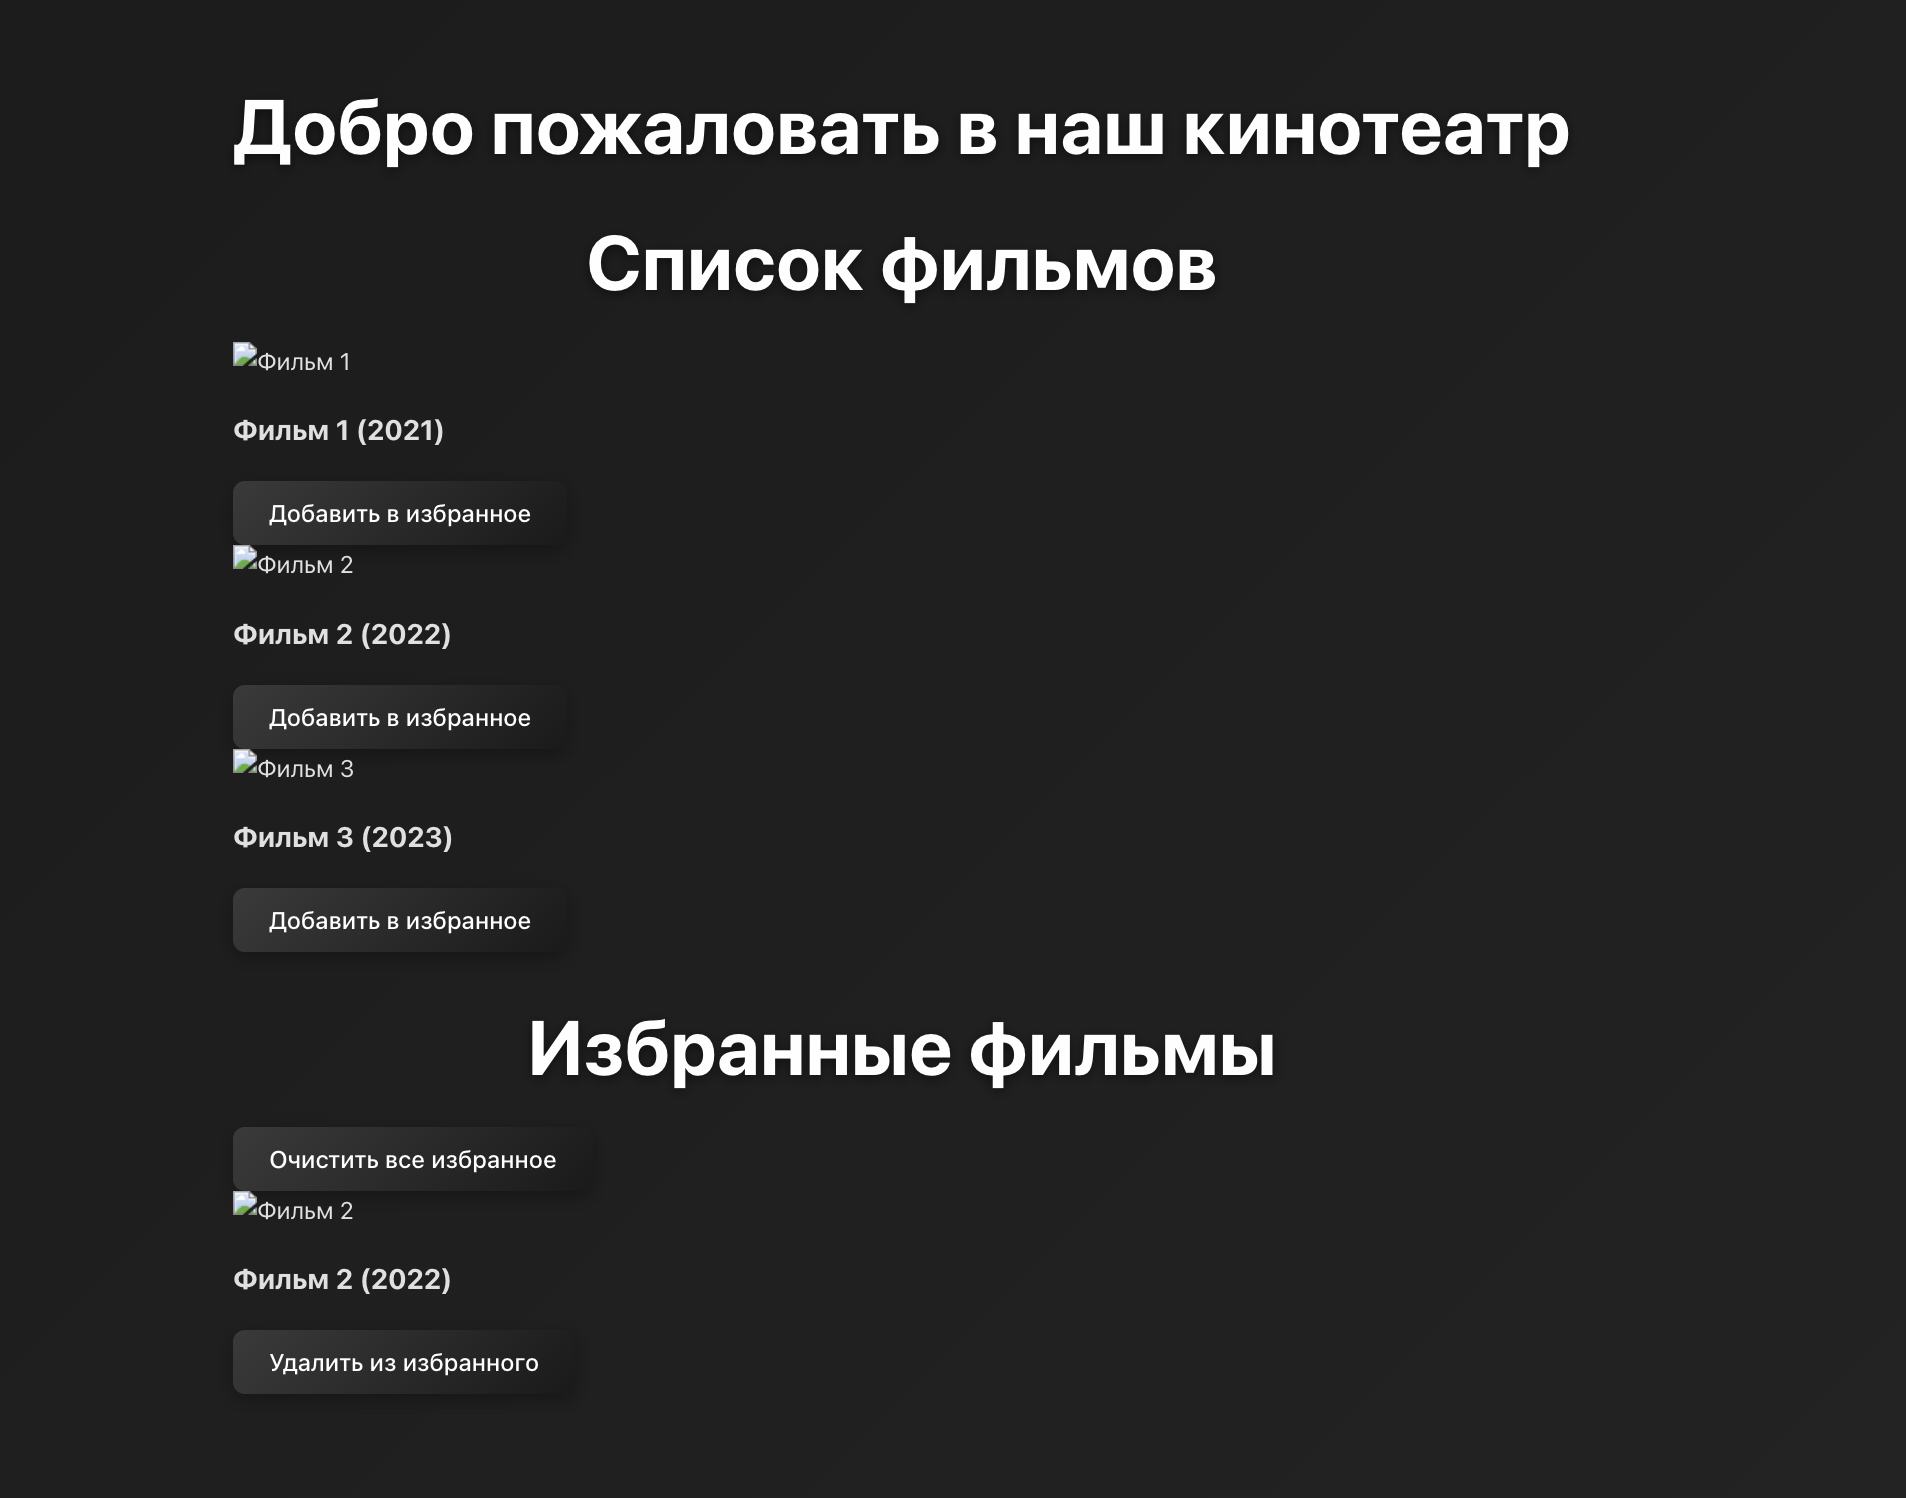 Добро пожаловать в наш кинотеатр
Список фильмов
Фильм 1
Фильм 1 (2021)
Добавить в избранное
Фильм 2
Фильм 2 (2022)
Добавить в избранное
Фильм 3
Фильм 3 (2023)
Добавить в избранное
Избранные фильмы
Очистить все избранное
Фильм 2
Фильм 2 (2022)
Удалить из избранного